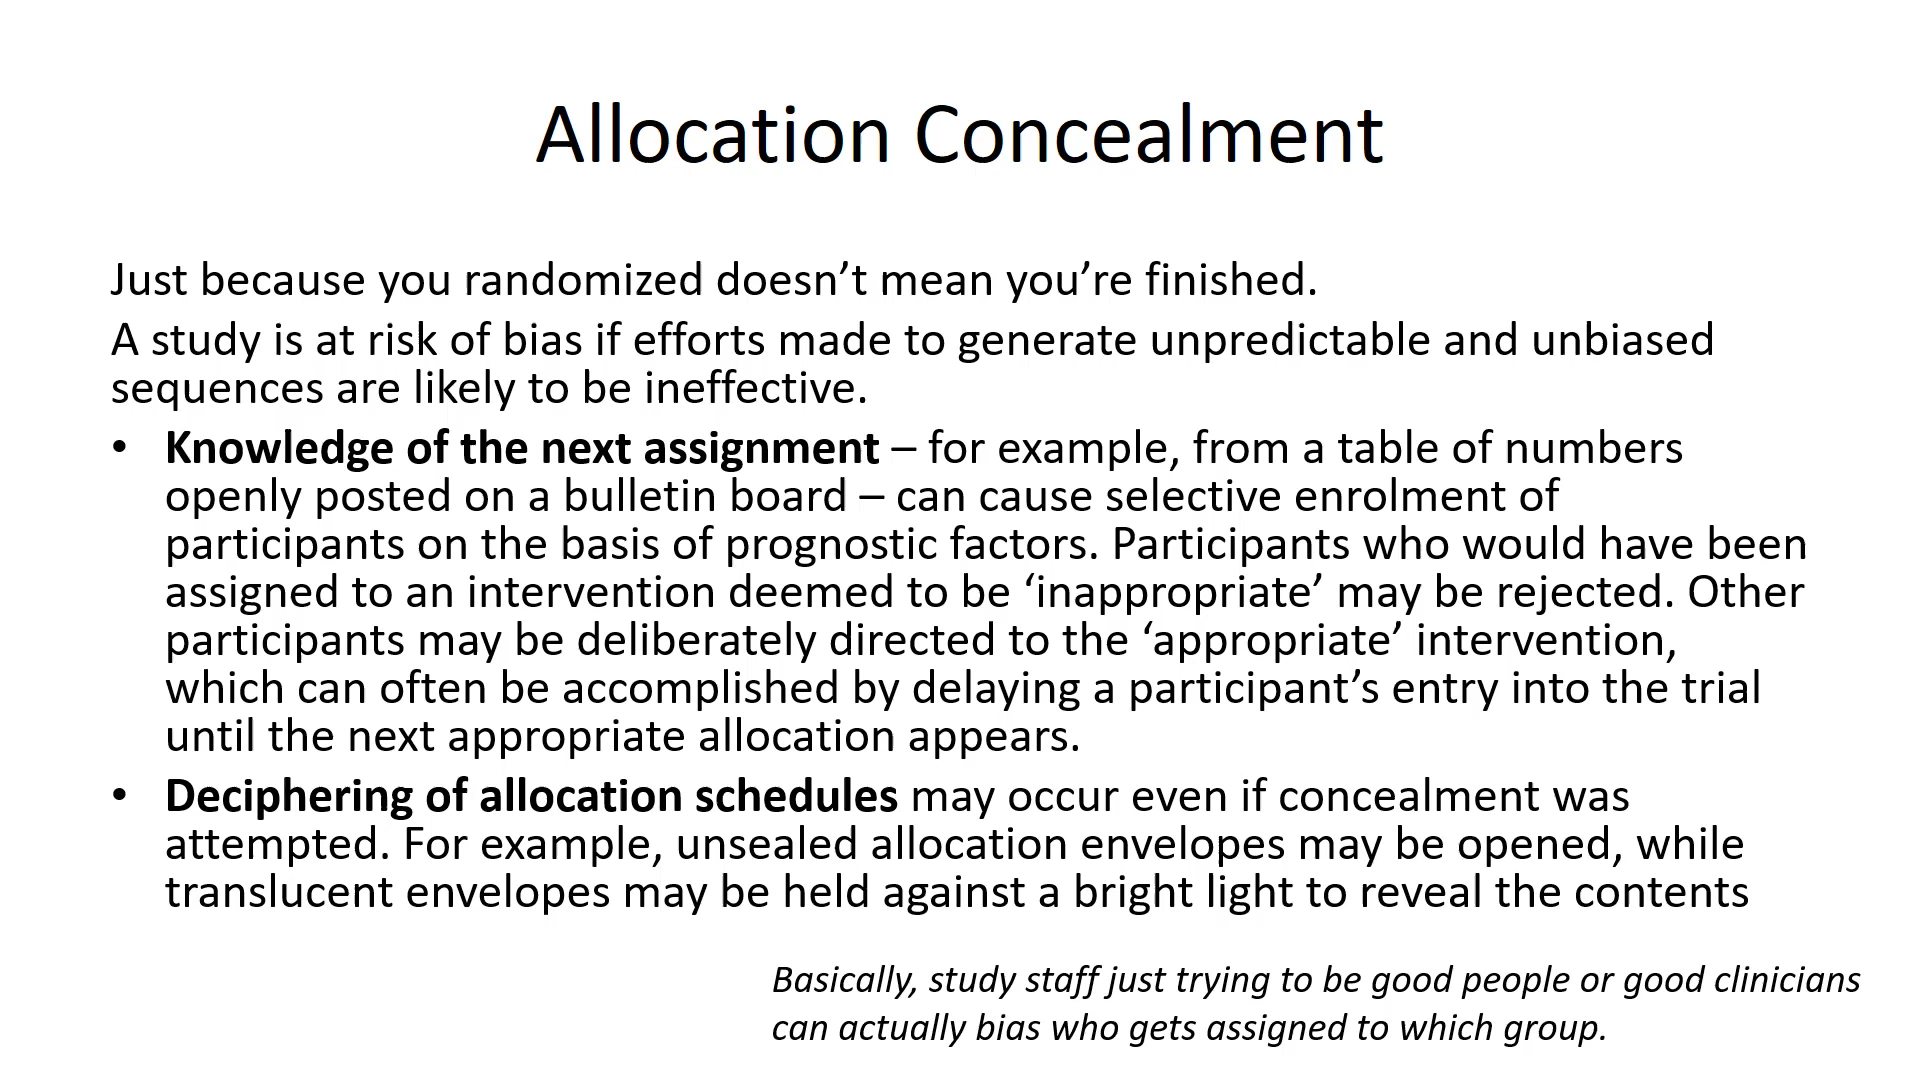 Allocation Concealment
Just because you randomized doesn’t mean you’re finished.
A study is at risk of bias if efforts made to generate unpredictable and unbiased
sequences are likely to be ineffective.
• Knowledge of the next assignment – for example, from a table of numbers
openly posted on a bulletin board – can cause selective enrolment of
participants on the basis of prognostic factors. Participants who would have been
assigned to an intervention deemed to be ‘inappropriate’ may be rejected. Other
participants may be deliberately directed to the ‘appropriate’ intervention,
which can often be accomplished by delaying a participant’s entry into the trial
until the next appropriate allocation appears.
• Deciphering of allocation schedules may occur even if concealment was
attempted. For example, unsealed allocation envelopes may be opened, while
translucent envelopes may be held against a bright light to reveal the contents
Basically, study staff just trying to be good people or good clinicians
can actually bias who gets assigned to which group.